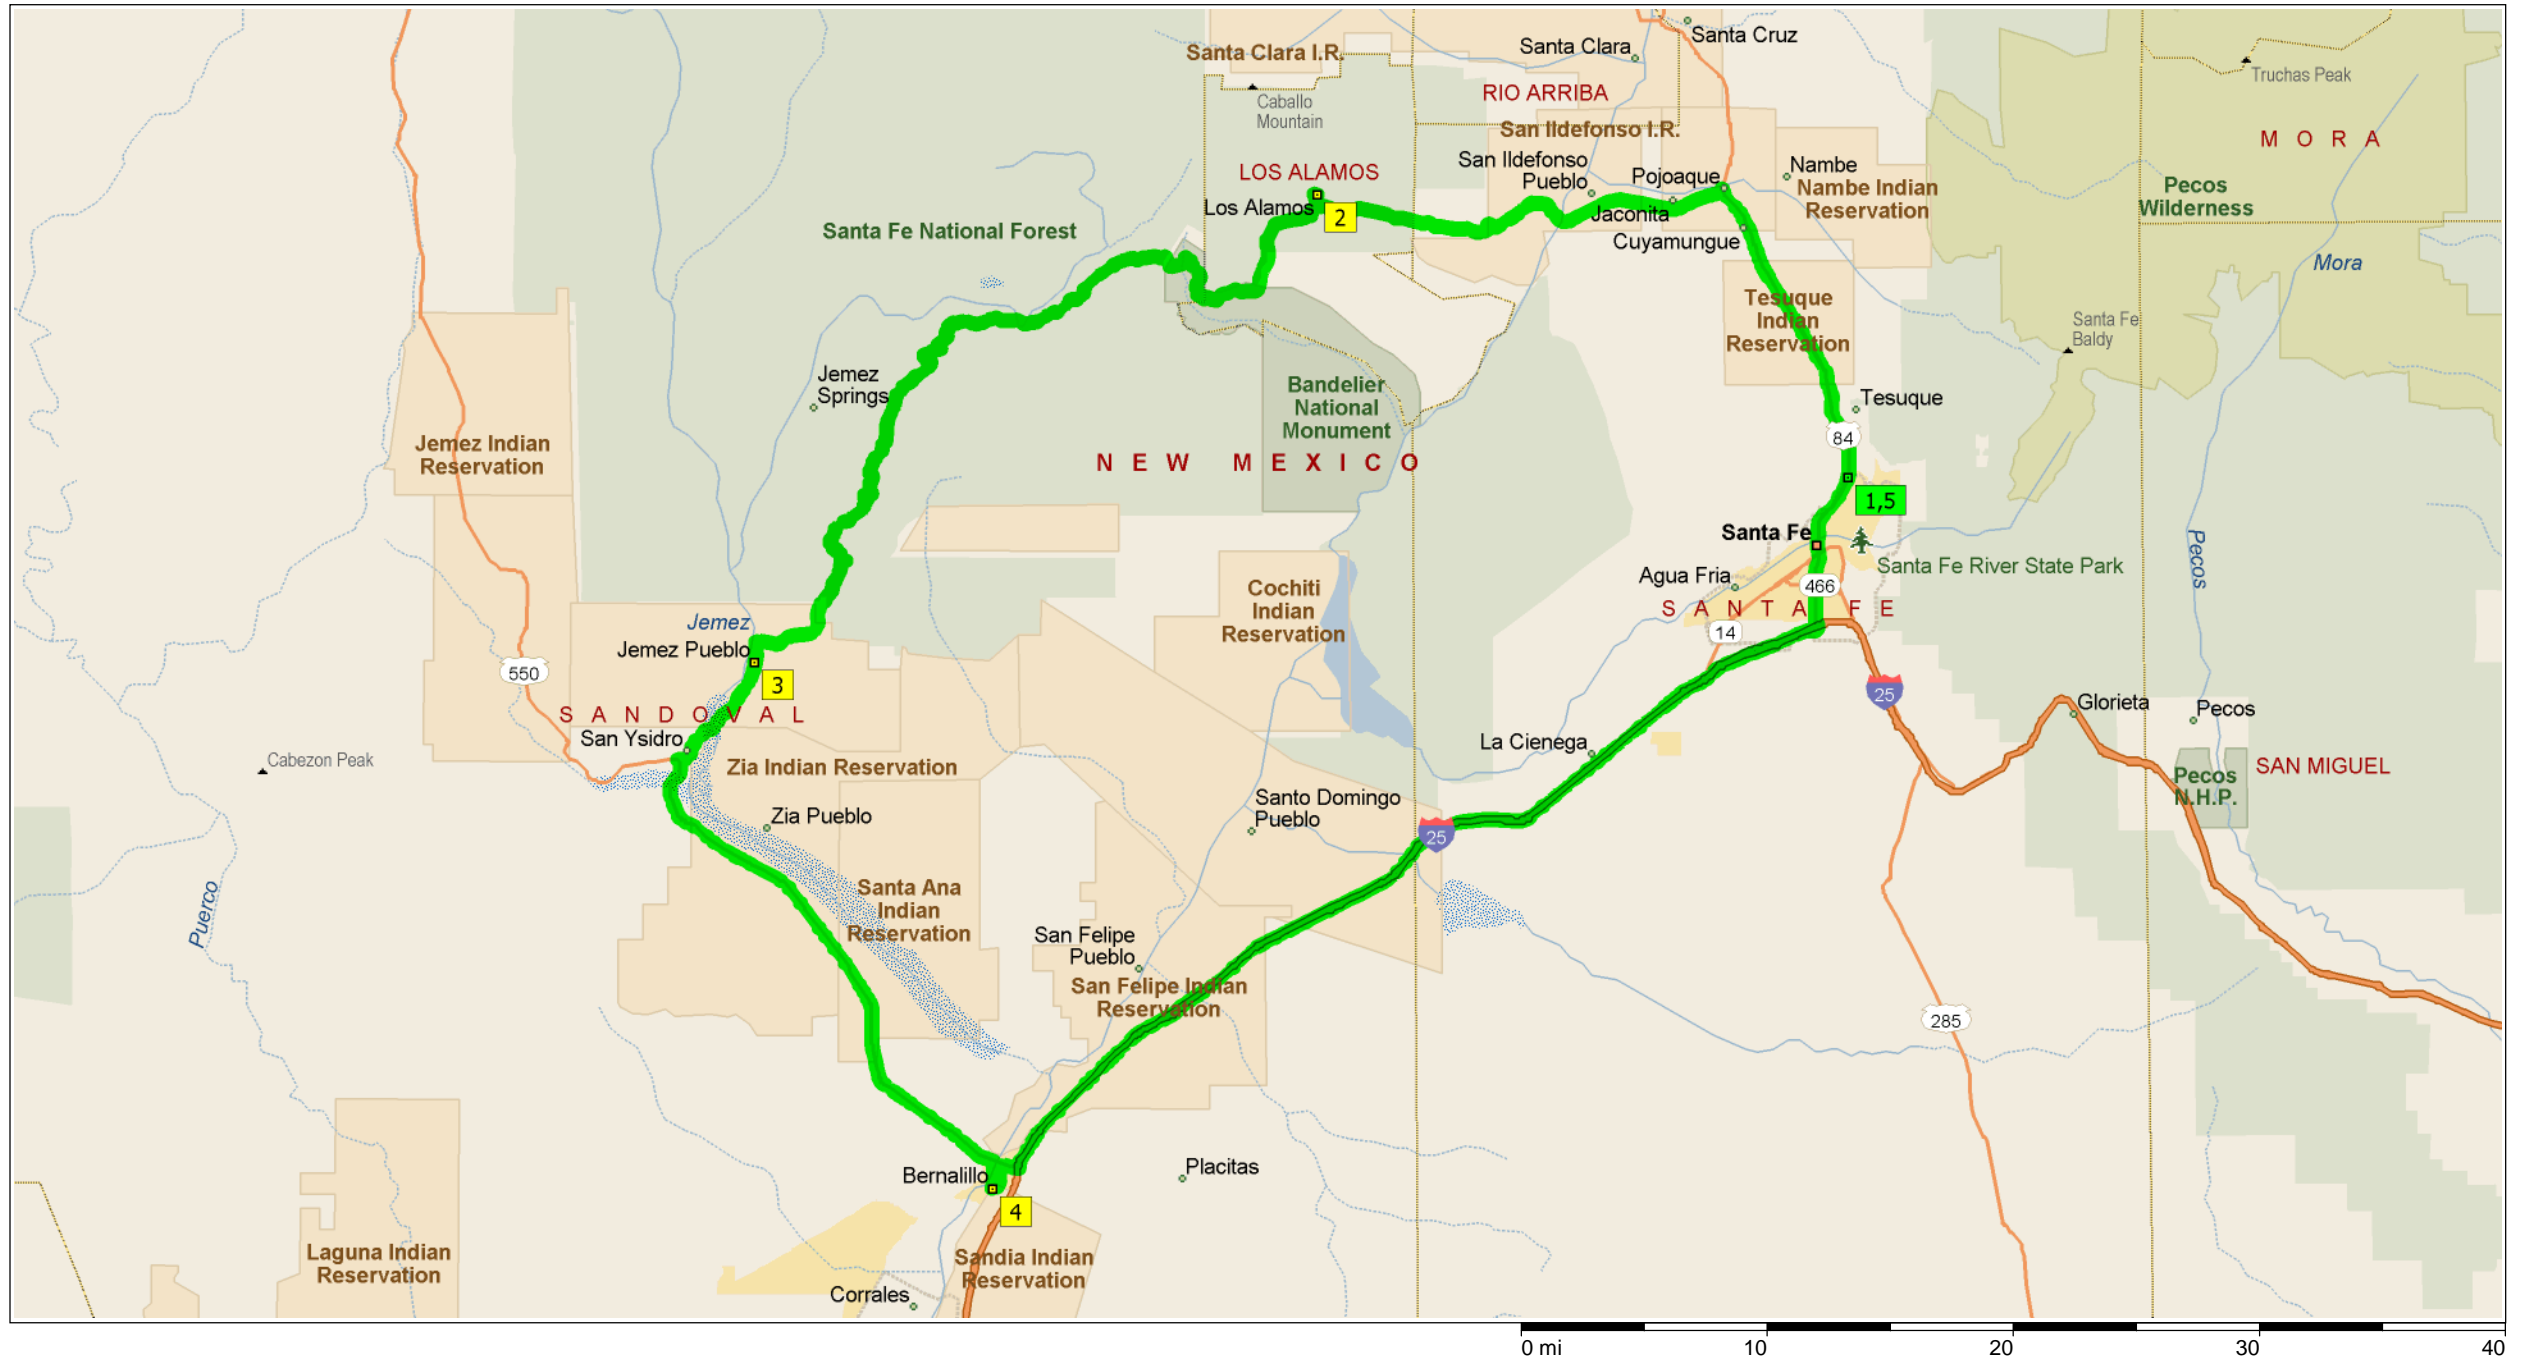 Santa Cruz
Santa Clara
Santa Clara I.R.
Truchas Peak
RIO ARRIBA
Caballo
Mountain
San Ildefonso I.R.
M O R A
San Ildefonso
Pueblo
Nambe
LOS ALAMOS
Pojoaque
Nambe Indian
Reservation
Pecos
Wilderness
Los Alamos
2
Jaconita
Santa Fe National Forest
Cuyamungue
Mora
Tesuque
Indian
Reservation
Santa Fe
Baldy
Jemez
Springs
Bandelier
National
Monument
Tesuque
Jemez Indian
Reservation
84
N E W M E X I C O
1,5
Santa Fe
Pecos
Santa Fe River State Park
Agua Fria
466
Cochiti
Indian
Reservation
S A N T A F E
Jemez
14
Jemez Pueblo
550
3
25
Glorieta
Pecos
S A N D O V A L
San Ysidro
La Cienega
Cabezon Peak
Zia Indian Reservation
SAN MIGUEL
Pecos
N.H.P.
Santo Domingo
Pueblo
Zia Pueblo
25
Santa Ana
Indian
Reservation
Puerco
San Felipe
Pueblo
San Felipe Indian
Reservation
285
Placitas
Bernalillo
4
Laguna Indian
Reservation
Sandia Indian
Reservation
Corrales
0 mi 10 20 30 40